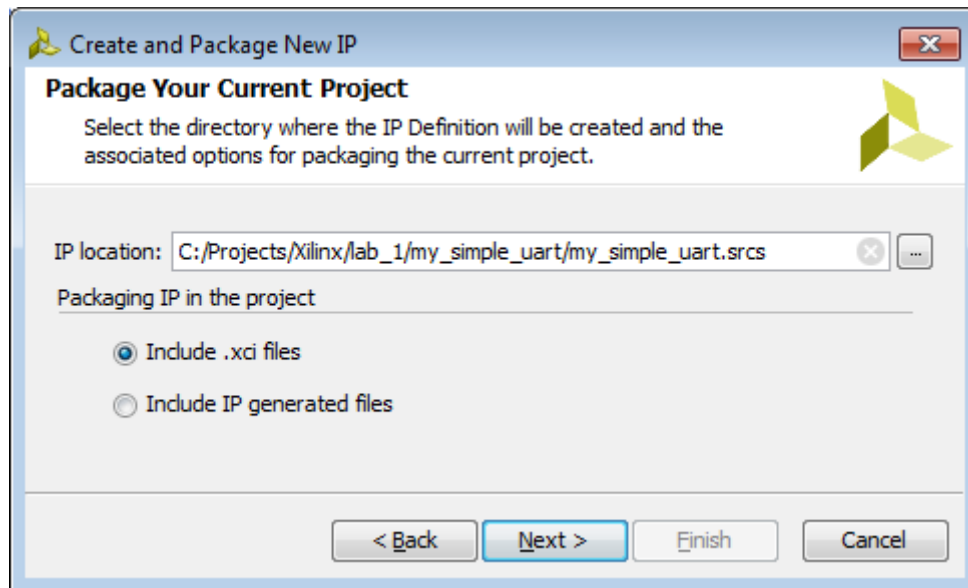 Create and Package New IP
Package Your Current Project
Select the directory where the IP Definition will be created and the
associated options for packaging the current project.
IP location: C:/Projects/Xilinx/lab_1/my_simple_uart/my_simple_uart.srcs ...
Packaging IP in the project
Include .xci files
Include IP generated files
< Back Next > Finish Cancel